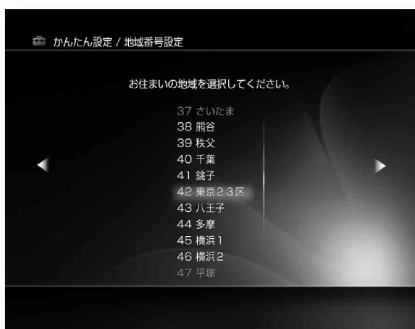 かんたん設定 / 地域番号設定
お住まいの地域を選択してください。
37 さいたま
38 熊谷
39 秩父
40 千葉
41 銚子
42 東京23区
43 八王子
44 多摩
45 横浜1
46 横浜2
47 平塚